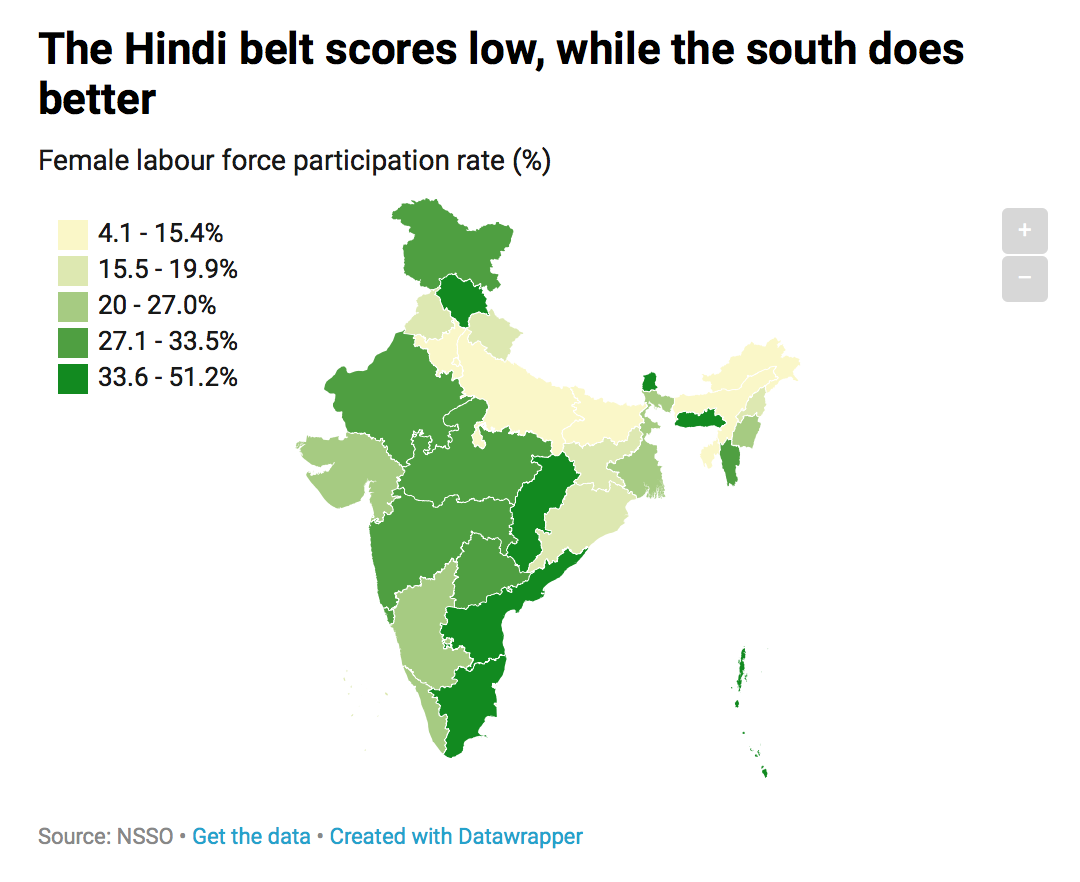 The Hindi belt scores low, while the south does
better
Female labour force participation rate (%)
4.1 - 15.4%
15.5 - 19.9%
20 - 27.0%
27.1 - 33.5%
33.6 - 51.2%
+
−
Source: NSSO • Get the data • Created with Datawrapper